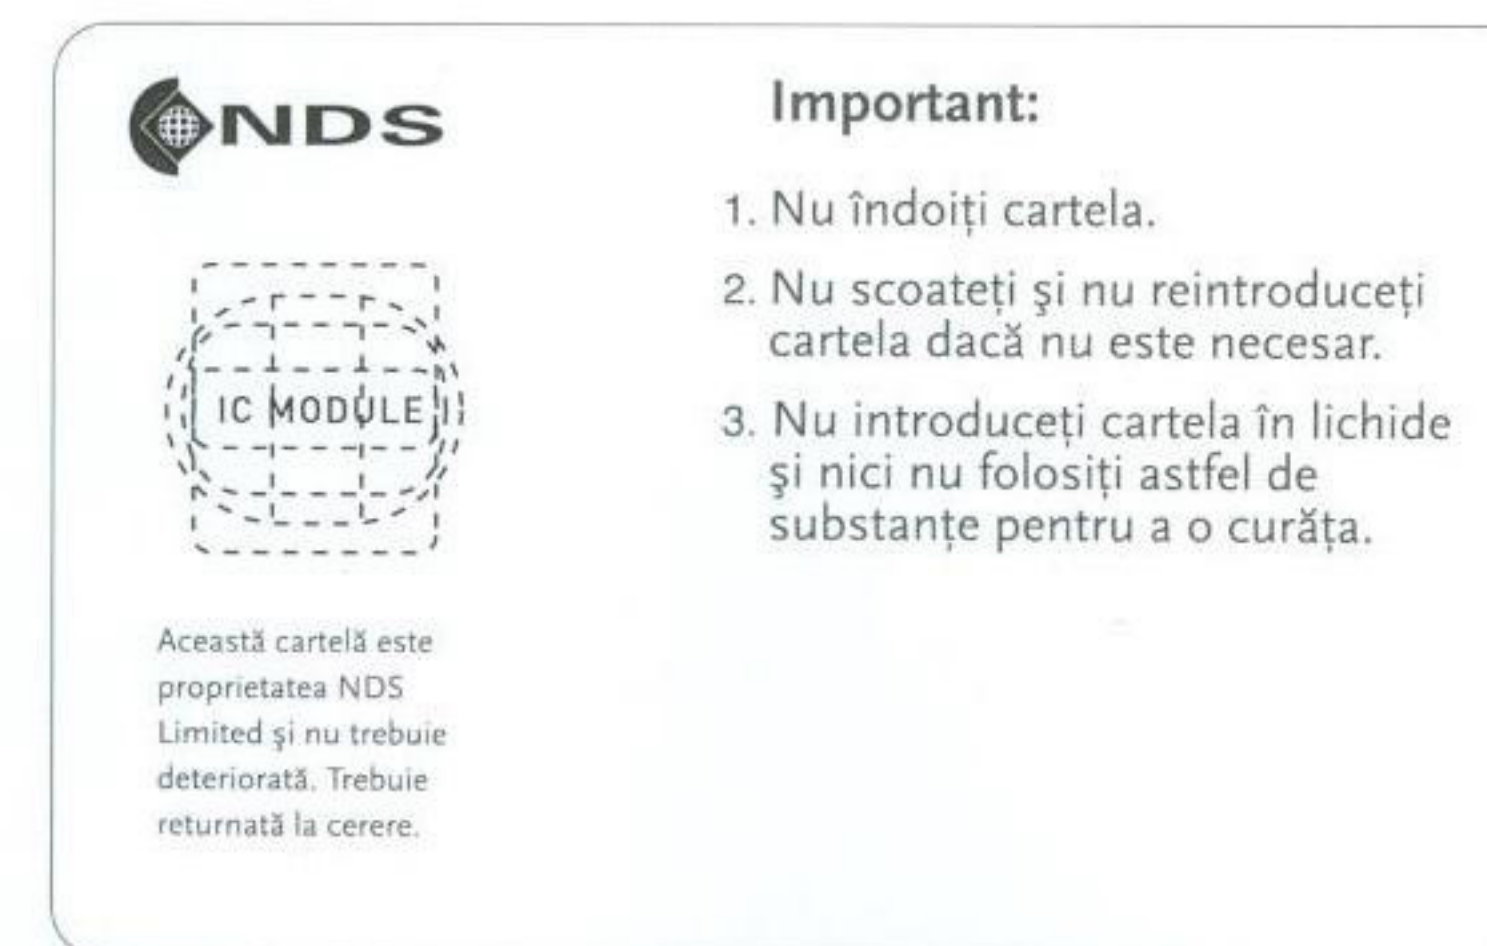 NDS
IC MODULE
Această cartelă este
proprietatea NDS
Limited şi nu trebuie
deteriorată. Trebuie
returnată la cerere.
Important:
1. Nu îndoiţi cartela.
2. Nu scoateţi şi nu reintroduceţi
cartela dacă nu este necesar.
3. Nu introduceţi cartela în lichide
şi nici nu folosiţi astfel de
substanţe pentru a o curăţa.